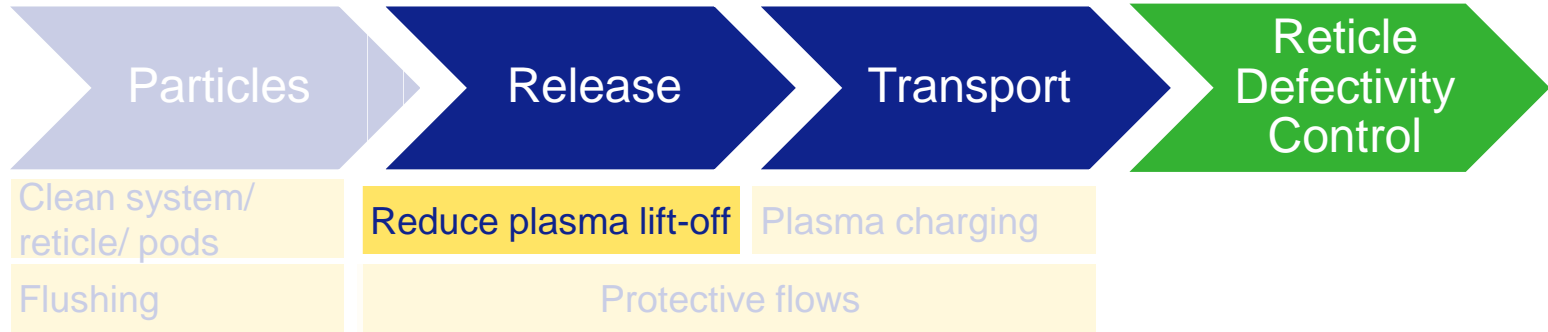 Particles
Release
Transport
Reticle
Defectivity
Control
Clean system/
reticle/ pods
Reduce plasma lift-off
Plasma charging
Flushing
Protective flows